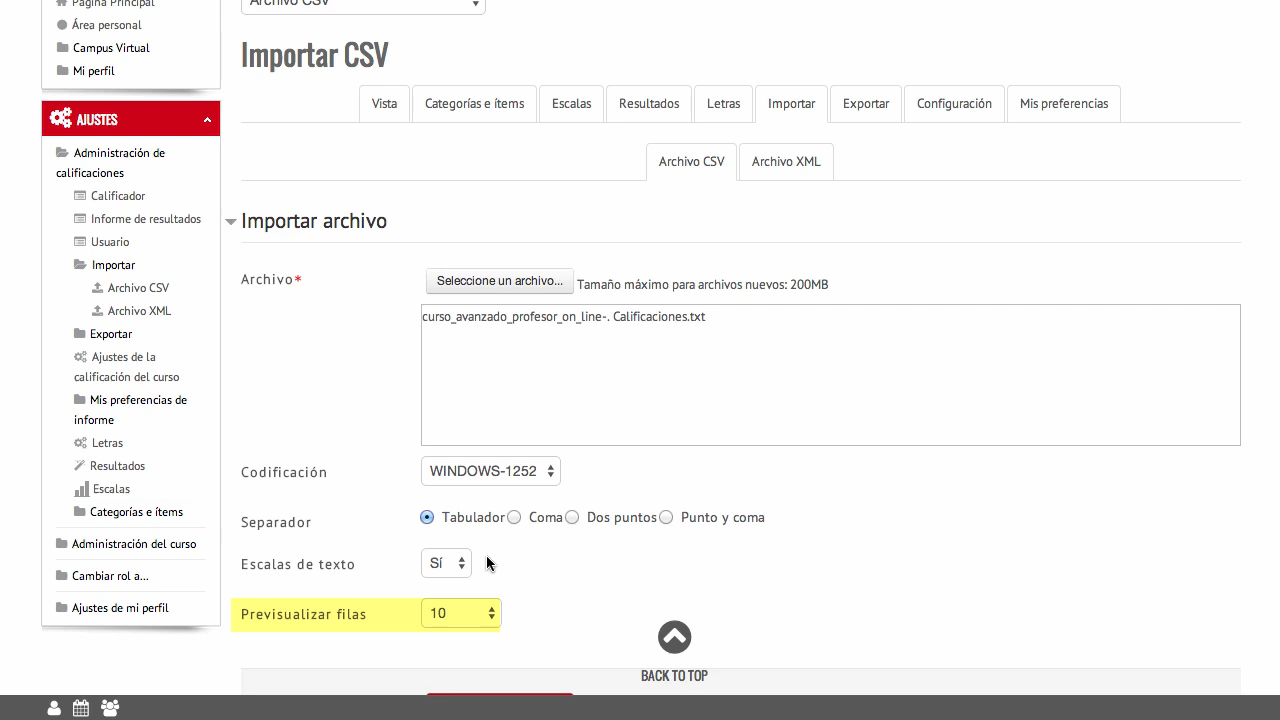 Página Principal
Área personal
Campus Virtual
Mi perfil
AJUSTES
Administración de
calificaciones
Calificador
Informe de resultados
Usuario
Importar
Archivo CSV
Archivo XML
Exportar
Ajustes de la
calificación del curso
Mis preferencias de
informe
Letras
Resultados
Escalas
Categorías e ítems
Administración del curso
Cambiar rol a...
Ajustes de mi perfil
Archivo CSV
Importar CSV
Vista Categorías e ítems Escalas Resultados Letras Importar Exportar Configuración Mis preferencias
Archivo CSV Archivo XML
Importar archivo
Archivo* Seleccione un archivo... Tamaño máximo para archivos nuevos: 200MB
curso_avanzado_profesor_on_line-. Calificaciones.txt
Codificación WINDOWS-1252
Separador Tabulador Coma Dos puntos Punto y coma
Escalas de texto Sí
Previsualizar filas 10
BACK TO TOP